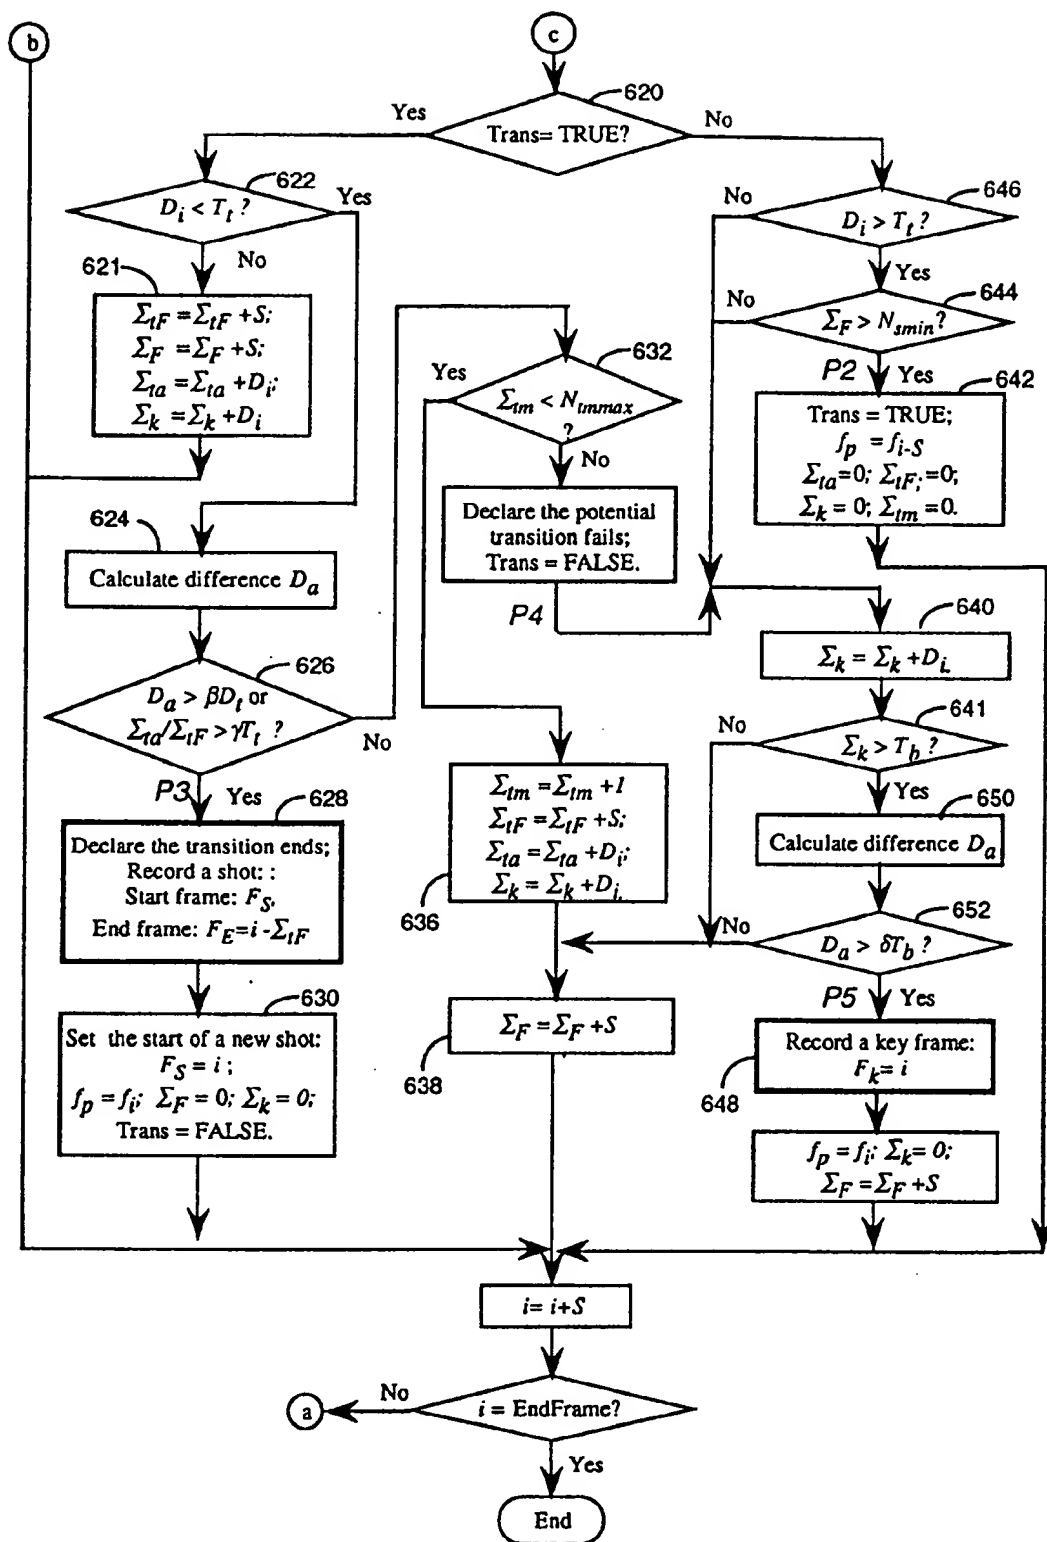 b
c
620
Yes
Trans= TRUE?
No
622
D_i < T_t ?
Yes
No
621
Σ_tF = Σ_tF + S;
Σ_F = Σ_F + S;
Σ_ta = Σ_ta + D_i;
Σ_k = Σ_k + D_i
624
Calculate difference D_a
626
D_a > βD_t or
Σ_ta/Σ_tF > γT_t ?
No
P3
Yes
628
Declare the transition ends;
Record a shot: :
Start frame: F_S.
End frame: F_E = i - Σ_tF
630
Set the start of a new shot:
F_S = i ;
f_p = f_i; Σ_F = 0; Σ_k = 0;
Trans = FALSE.
632
Yes
Σ_tm < N_tmmax
?
No
Declare the potential
transition fails;
Trans = FALSE.
P4
636
Σ_tm = Σ_tm + 1
Σ_tF = Σ_tF + S;
Σ_ta = Σ_ta + D_i;
Σ_k = Σ_k + D_i.
638
Σ_F = Σ_F + S
646
No
D_i > T_t ?
Yes
644
No
Σ_F > N_smin ?
P2
Yes
642
Trans = TRUE;
f_p = f_i-S
Σ_ta =0; Σ_tF; =0;
Σ_k = 0; Σ_tm = 0.
640
Σ_k = Σ_k + D_i.
641
No
Σ_k > T_b ?
Yes
650
Calculate difference D_a
652
No
D_a > δT_b ?
P5
Yes
Record a key frame:
F_k = i
648
f_p = f_i; Σ_k = 0;
Σ_F = Σ_F + S
i= i+S
No
a
i = EndFrame?
Yes
End